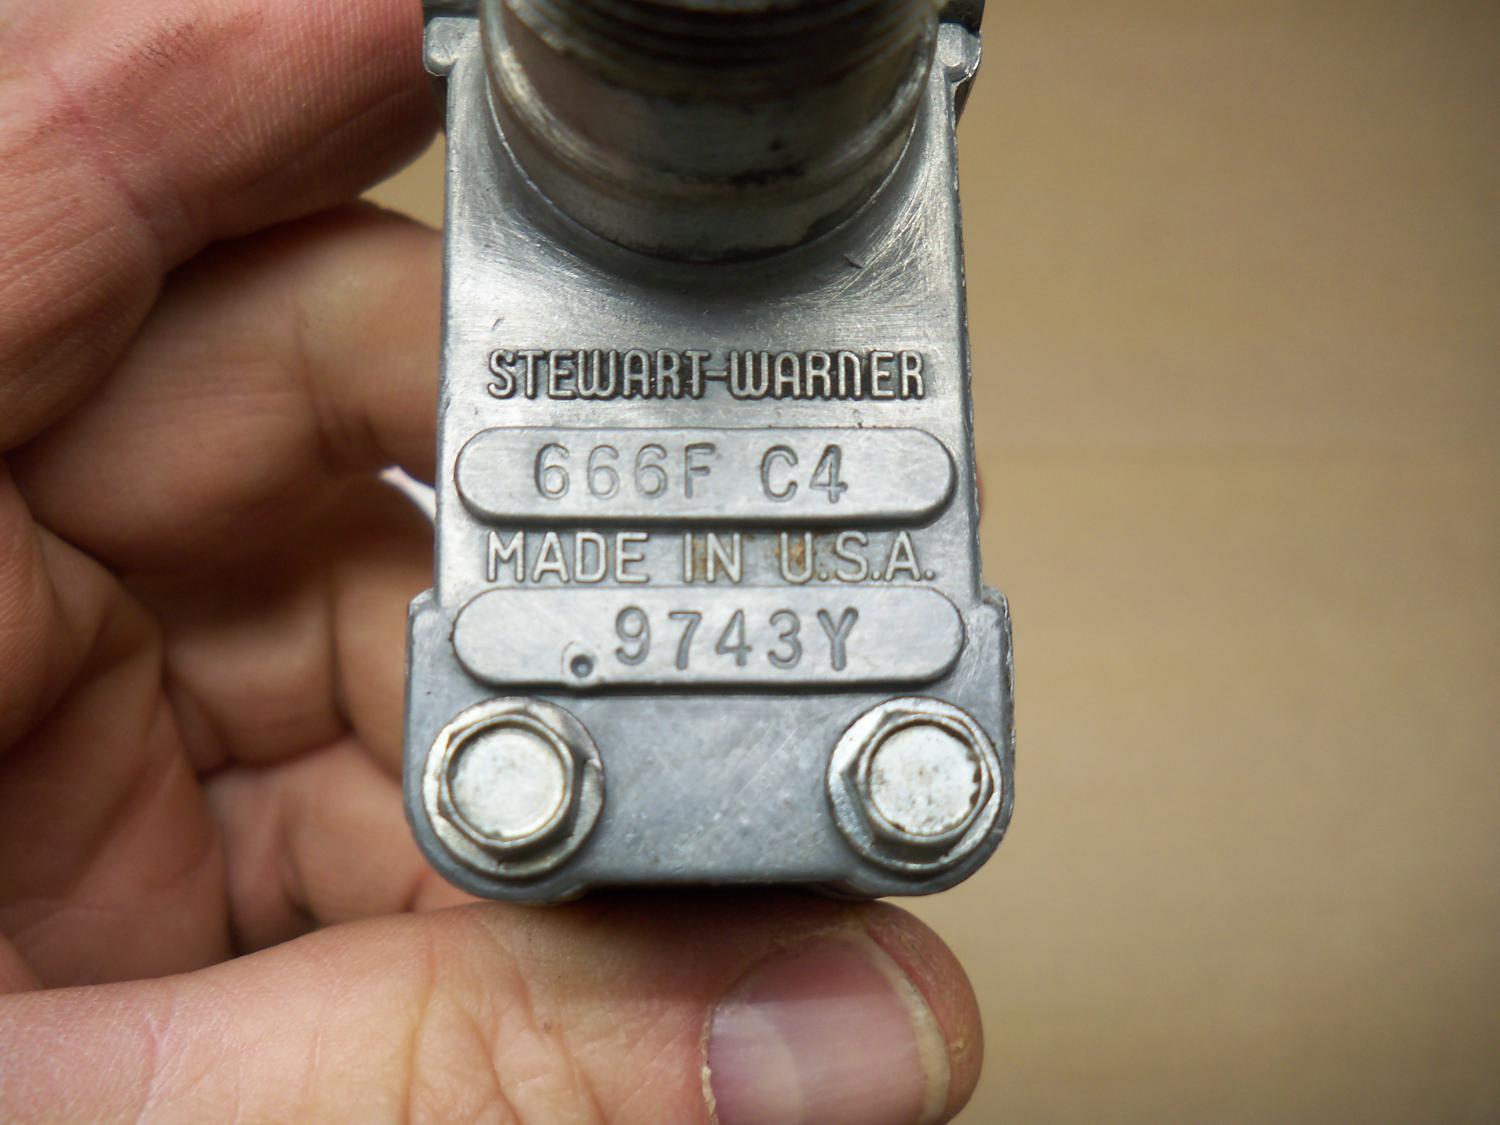 STEWART-WARNER
666F C4
MADE IN U.S.A.
.9743Y